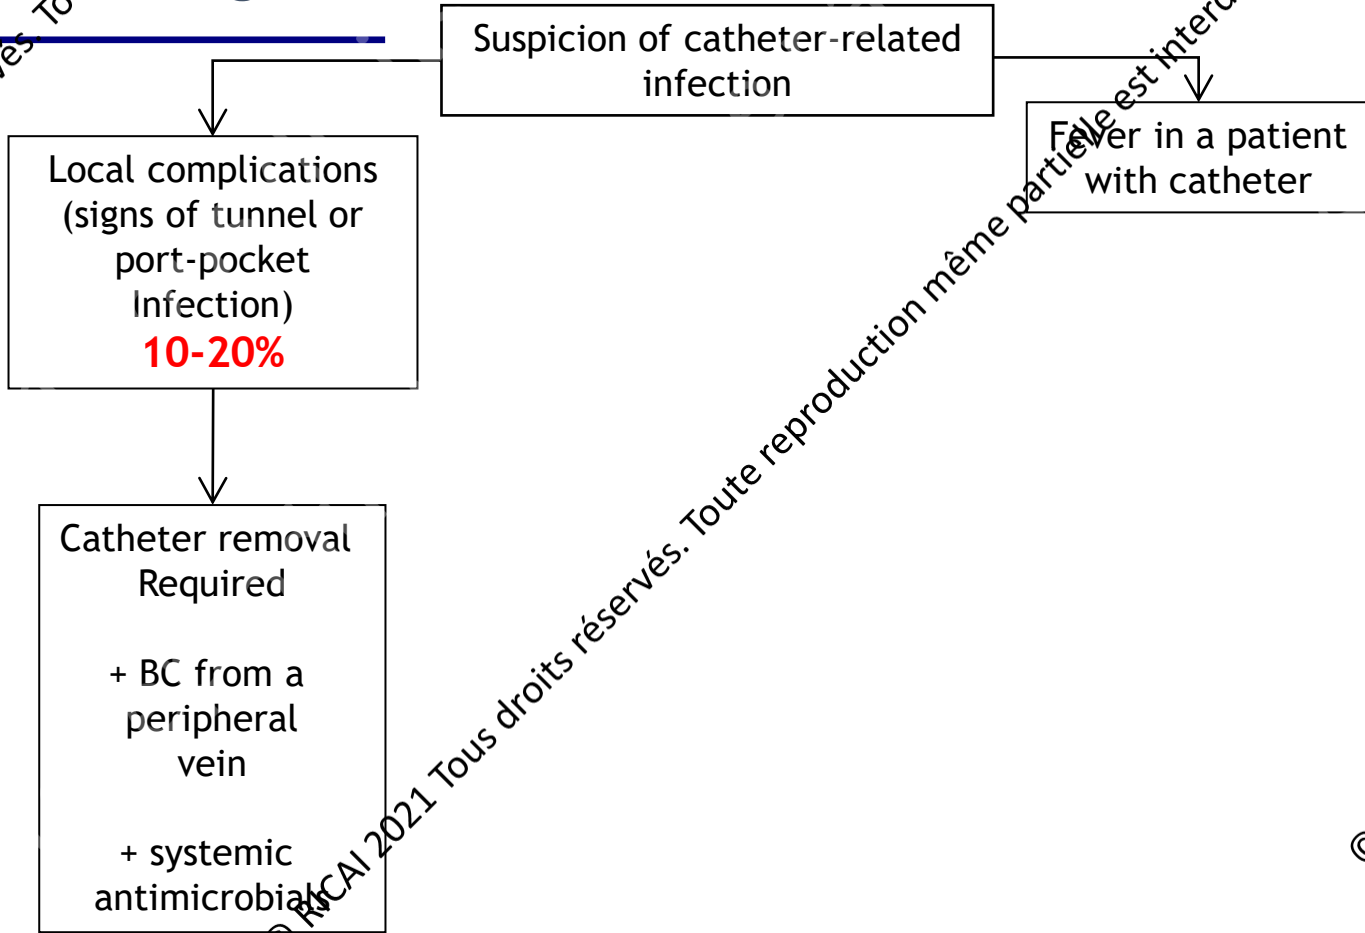 vés. To
Suspicion of catheter-related
infection
Fever in a patient
with catheter
Local complications
(signs of tunnel or
port-pocket
Infection)
10-20%
Catheter removal
Required
+ BC from a
peripheral
vein
+ systemic
antimicrobials
© RICAI 2021 Tous droits réservés. Toute reproduction même partielle est interd
©